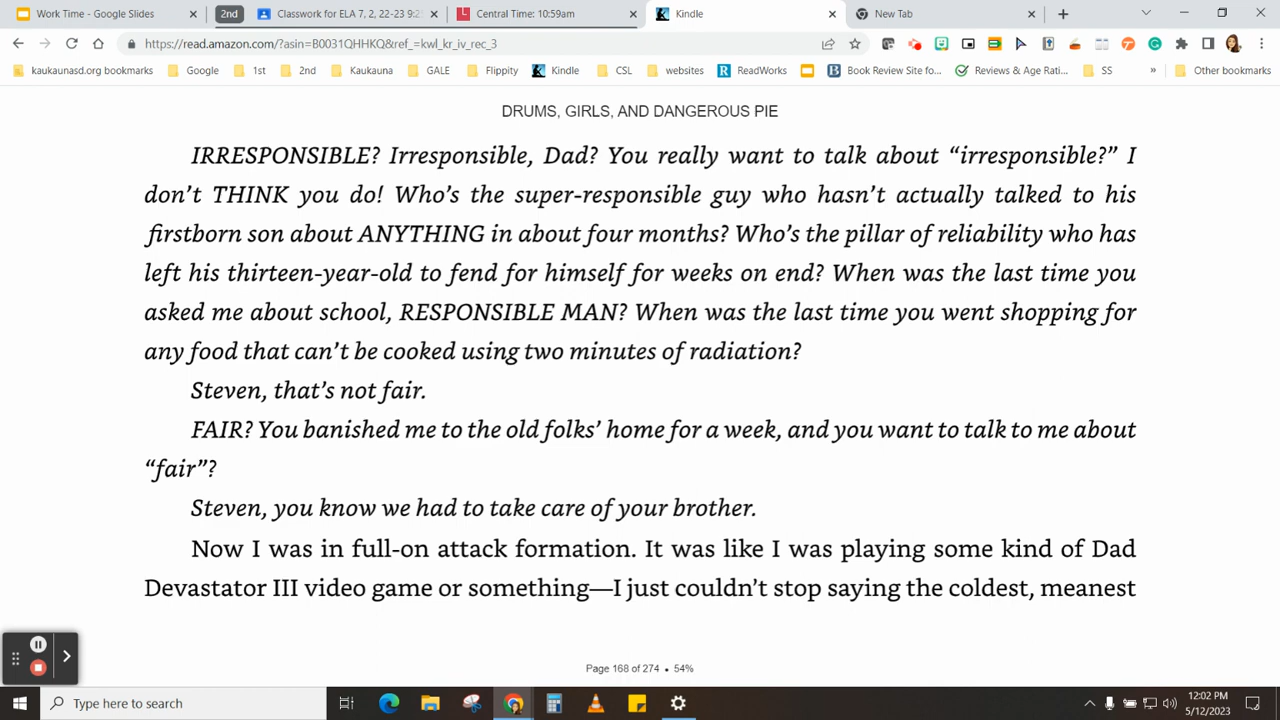 Work Time - Google Slides
2nd
Classwork for ELA 7, 2, 22-23 9:2
Central Time: 10:59am
Kindle
New Tab
https://read.amazon.com/?asin=B0031QHHKQ&ref_=kwl_kr_iv_rec_3
kaukaunasd.org bookmarks
Google
1st
2nd
Kaukauna
GALE
Flippity
Kindle
CSL
websites
ReadWorks
Book Review Site fo...
Reviews & Age Rati...
SS
»
Other bookmarks
DRUMS, GIRLS, AND DANGEROUS PIE
IRRESPONSIBLE? Irresponsible, Dad? You really want to talk about “irresponsible?” I
don’t THINK you do! Who’s the super-responsible guy who hasn’t actually talked to his
firstborn son about ANYTHING in about four months? Who’s the pillar of reliability who has
left his thirteen-year-old to fend for himself for weeks on end? When was the last time you
asked me about school, RESPONSIBLE MAN? When was the last time you went shopping for
any food that can’t be cooked using two minutes of radiation?
Steven, that’s not fair.
FAIR? You banished me to the old folks’ home for a week, and you want to talk to me about
“fair”?
Steven, you know we had to take care of your brother.
Now I was in full-on attack formation. It was like I was playing some kind of Dad
Devastator III video game or something—I just couldn’t stop saying the coldest, meanest
Page 168 of 274 • 54%
Type here to search
12:02 PM
5/12/2023